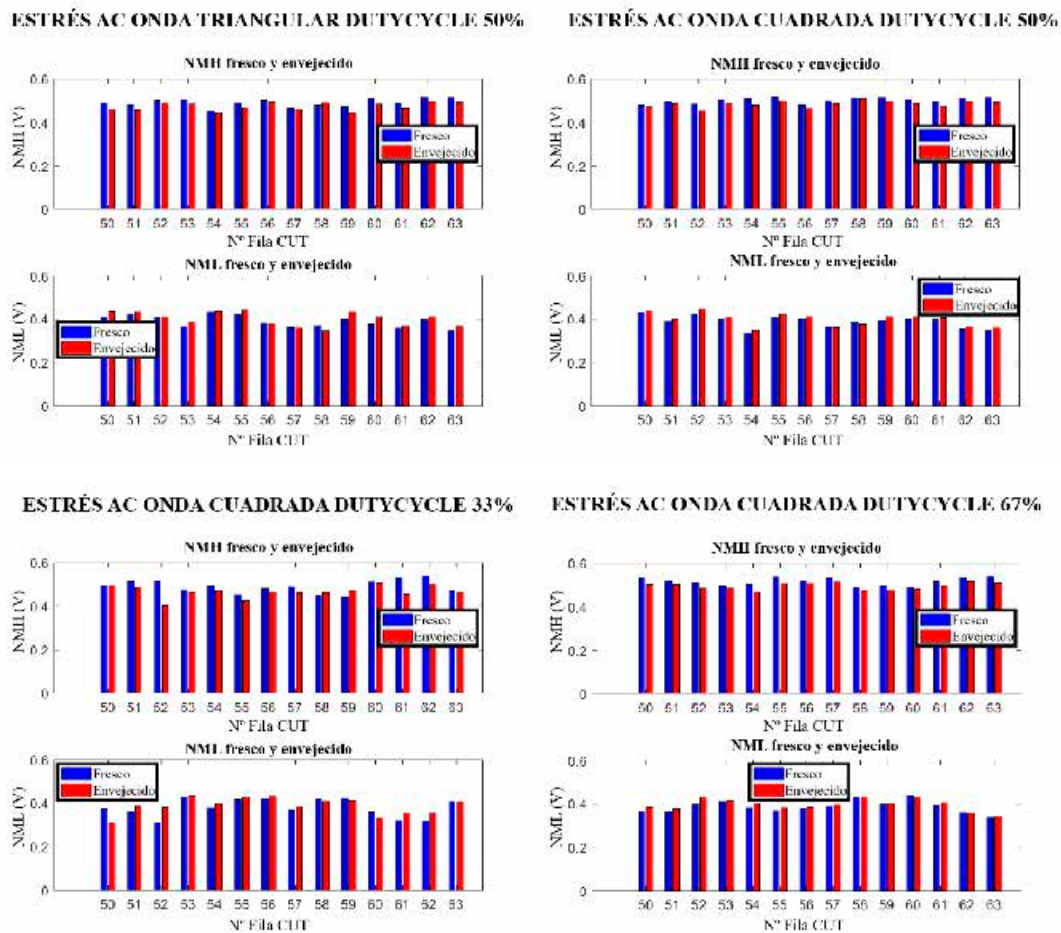 ESTRÉS AC ONDA TRIANGULAR DUTYCYCLE 50%
NMH fresco y envejecido
NMH (V)
0.6
0.4
0.2
0
Fresco
Envejecido
50 51 52 53 54 55 56 57 58 59 60 61 62 63
Nº Fila CUT
NML fresco y envejecido
NML (V)
0.6
0.4
0.2
0
Fresco
Envejecido
50 51 52 53 54 55 56 57 58 59 60 61 62 63
Nº Fila CUT
ESTRÉS AC ONDA CUADRADA DUTYCYCLE 50%
NMH fresco y envejecido
NMH (V)
0.6
0.4
0.2
0
Fresco
Envejecido
50 51 52 53 54 55 56 57 58 59 60 61 62 63
Nº Fila CUT
NML fresco y envejecido
NML (V)
0.6
0.4
0.2
0
Fresco
Envejecido
50 51 52 53 54 55 56 57 58 59 60 61 62 63
Nº Fila CUT
ESTRÉS AC ONDA CUADRADA DUTYCYCLE 33%
NMH fresco y envejecido
NMH (V)
0.6
0.4
0.2
0
Fresco
Envejecido
50 51 52 53 54 55 56 57 58 59 60 61 62 63
Nº Fila CUT
NML fresco y envejecido
NML (V)
0.6
0.4
0.2
0
Fresco
Envejecido
50 51 52 53 54 55 56 57 58 59 60 61 62 63
Nº Fila CUT
ESTRÉS AC ONDA CUADRADA DUTYCYCLE 67%
NMH fresco y envejecido
NMH (V)
0.6
0.4
0.2
0
Fresco
Envejecido
50 51 52 53 54 55 56 57 58 59 60 61 62 63
Nº Fila CUT
NML fresco y envejecido
NML (V)
0.6
0.4
0.2
0
Fresco
Envejecido
50 51 52 53 54 55 56 57 58 59 60 61 62 63
Nº Fila CUT